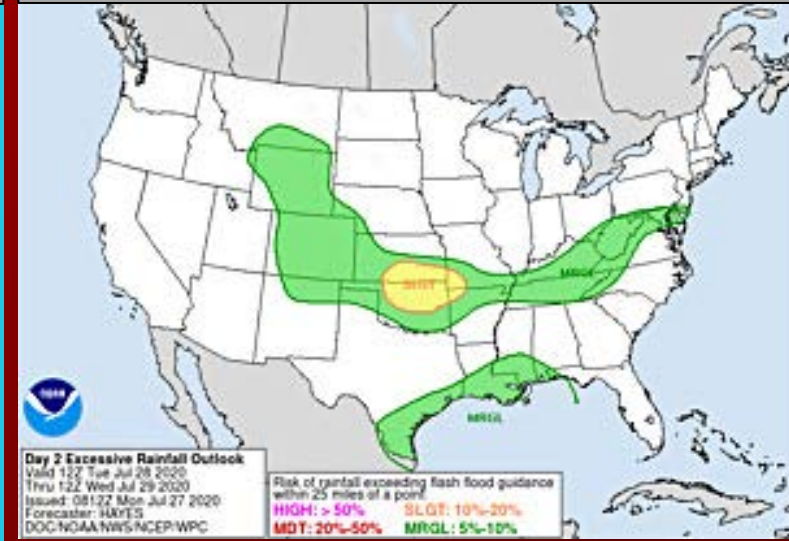 SLGT
MRGL
MRGL
noaa
Day 2 Excessive Rainfall Outlook
Valid 12Z Tue Jul 28 2020
Thru 12Z Wed Jul 29 2020
Issued: 0812Z Mon Jul 27 2020
Forecaster: HAYES
DOC/NOAA/NWS/NCEP/WPC
Risk of rainfall exceeding flash flood guidance
within 25 miles of a point.
HIGH: > 50% SLGT: 10%-20%
MDT: 20%-50% MRGL: 5%-10%